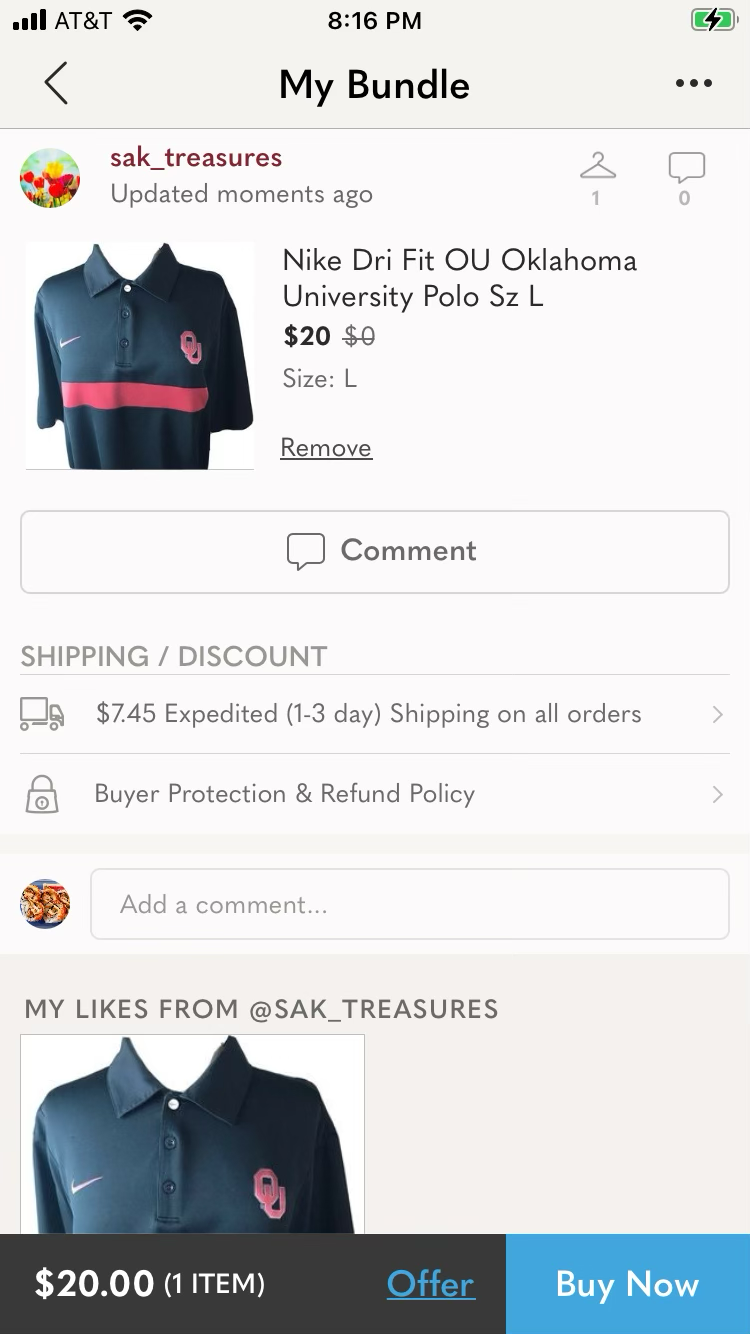 AT&T 8:16 PM
My Bundle
sak_treasures
Updated moments ago
1
0
Nike Dri Fit OU Oklahoma
University Polo Sz L
$20 $0
Size: L
Remove
OU
Comment
SHIPPING / DISCOUNT
$7.45 Expedited (1-3 day) Shipping on all orders
Buyer Protection & Refund Policy
Add a comment...
MY LIKES FROM @SAK_TREASURES
OU
$20.00 (1 ITEM) Offer Buy Now